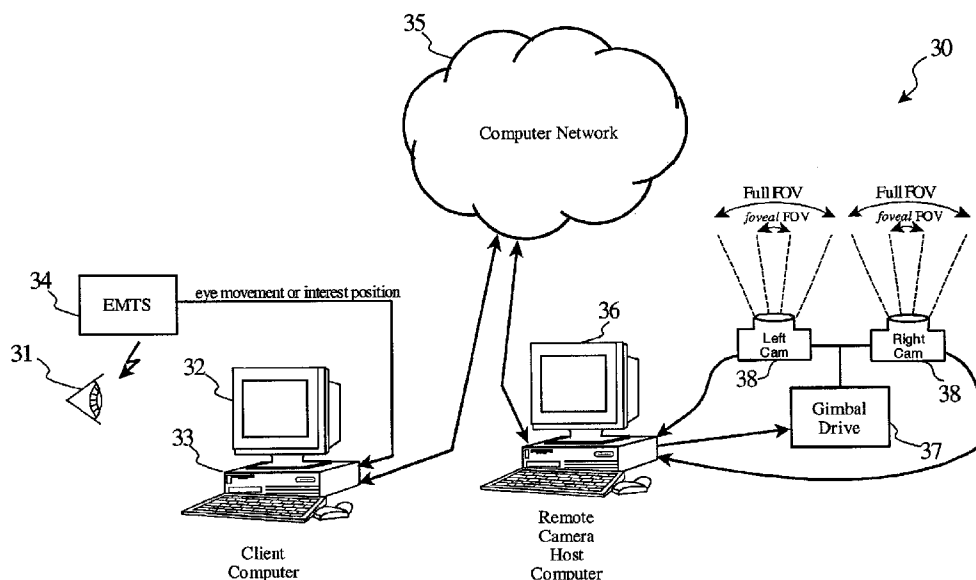 35
30
Computer Network
Full FOV
Full FOV
foveal FOV
foveal FOV
34
EMTS
eye movement or interest position
36
31
32
Left
Cam
Right
Cam
38
38
33
Gimbal
Drive
37
Client
Computer
Remote
Camera
Host
Computer